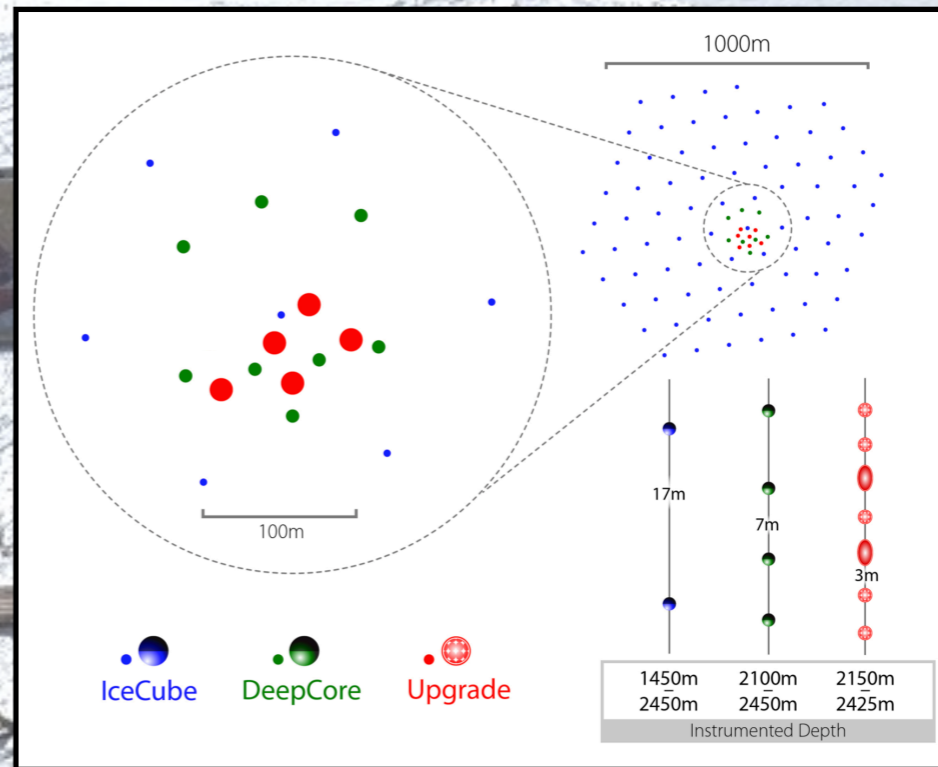 1000m
100m
17m
7m
3m
IceCube
DeepCore
Upgrade
1450m
–
2450m
2100m
–
2450m
2150m
–
2425m
Instrumented Depth